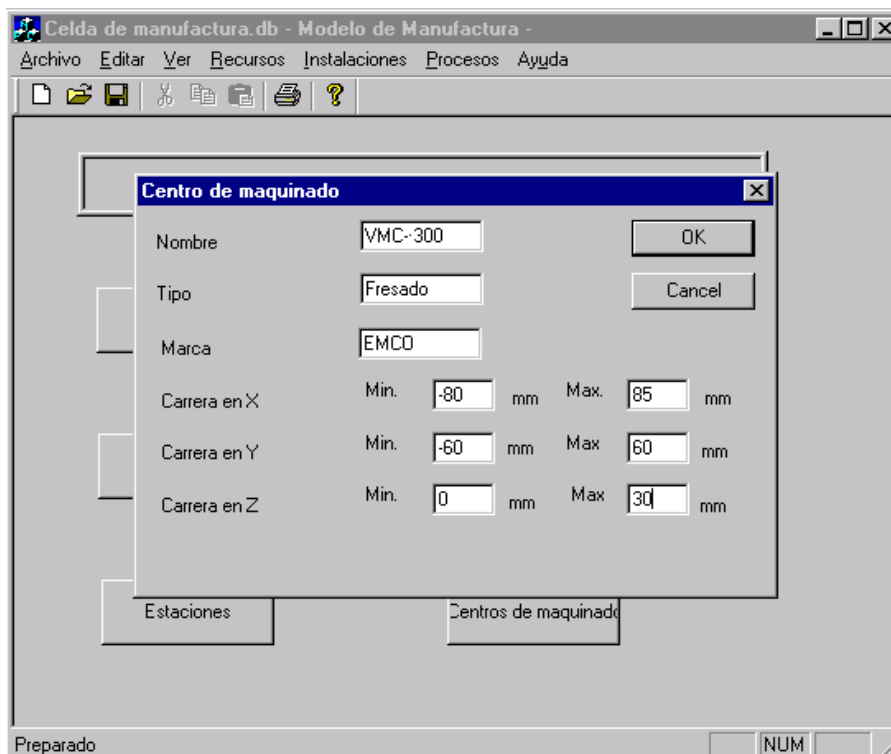 Celda de manufactura.db - Modelo de Manufactura -
Archivo Editar Ver Recursos Instalaciones Procesos Ayuda
Centro de maquinado
Nombre VMC-300 OK
Tipo Fresado Cancel
Marca EMCO
Carrera en X Min. -80 mm Max. 85 mm
Carrera en Y Min. -60 mm Max 60 mm
Carrera en Z Min. 0 mm Max 30 mm
Estaciones Centros de maquinado
Preparado NUM